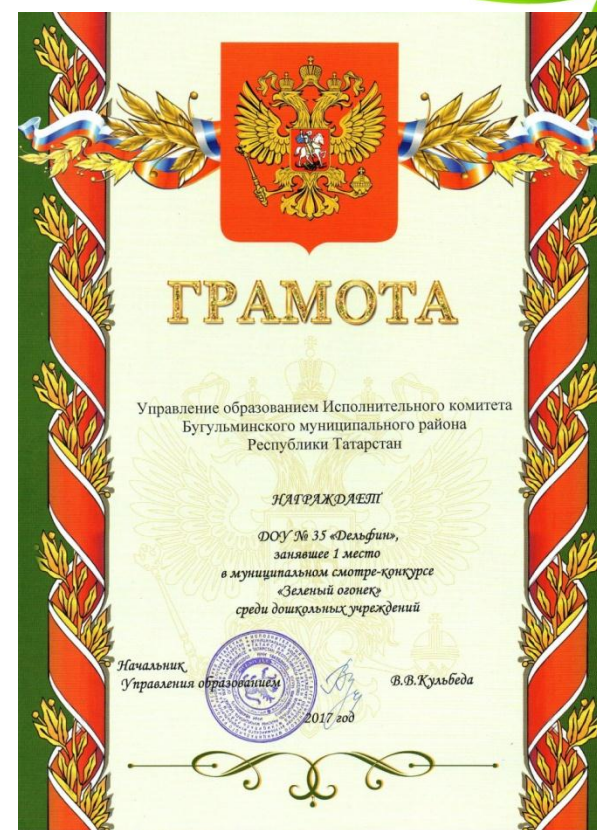 ГРАМОТА
Управление образованием Исполнительного комитета
Бугульминского муниципального района
Республики Татарстан
НАГРАЖДАЕТ
ДОУ № 35 «Дельфин»,
занявшее 1 место
в муниципальном смотре-конкурсе
«Зеленый огонек»
среди дошкольных учреждений
Начальник
Управления образованием В.В.Кульбеда
2017 год